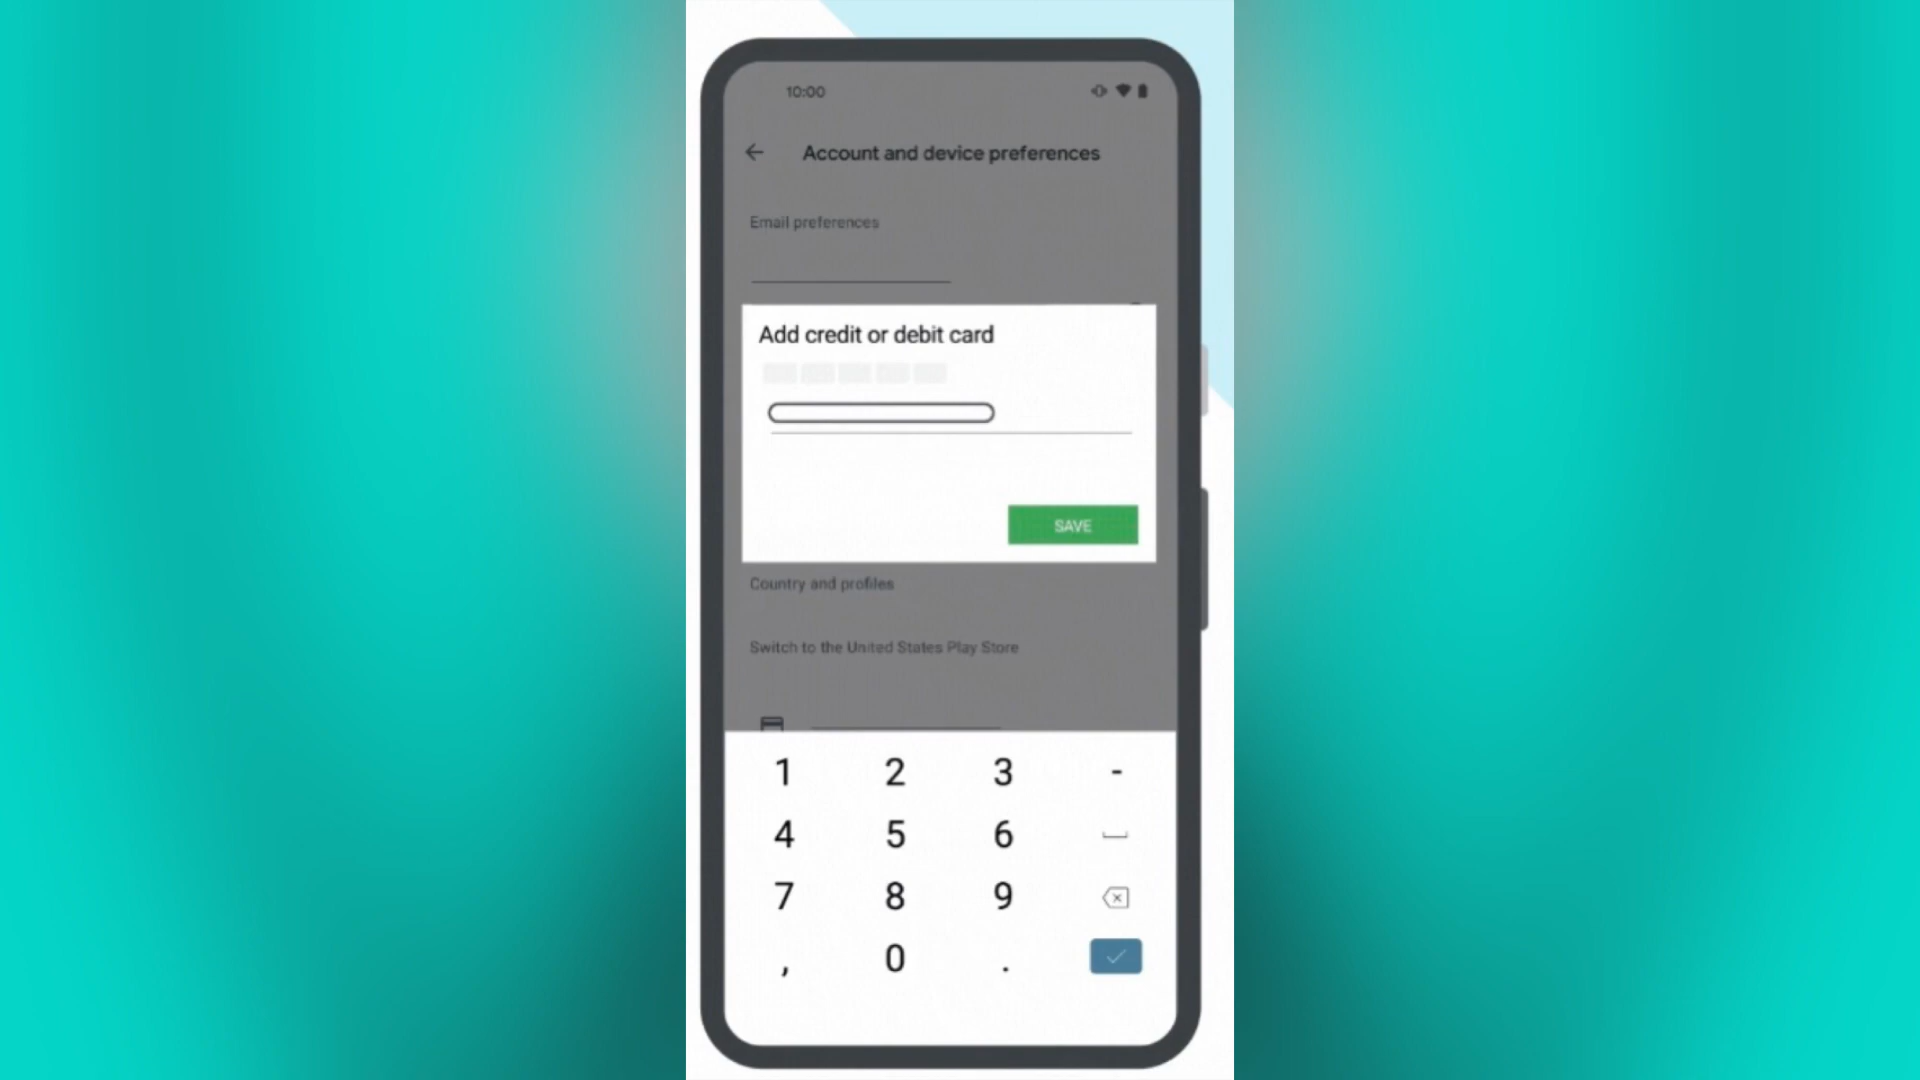 10:00
Account and device preferences
Email preferences
Add credit or debit card
SAVE
Country and profiles
Switch to the United States Play Store
1 2 3 -
4 5 6
7 8 9
, 0 .